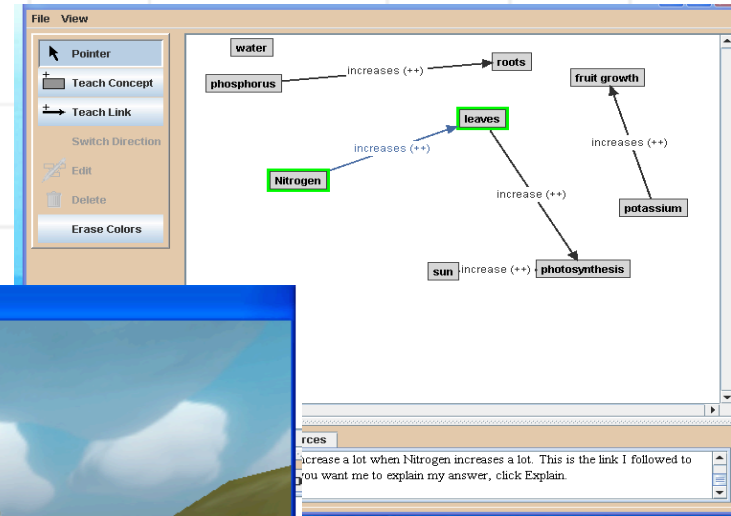 File View
Pointer
Teach Concept
Teach Link
Switch Direction
Edit
Delete
Erase Colors
water
phosphorus
increases (++)
roots
fruit growth
leaves
increases (++)
increases (++)
Nitrogen
increase (++)
potassium
sun
increase (++)
photosynthesis
rces
increase a lot when Nitrogen increases a lot. This is the link I followed to
you want me to explain my answer, click Explain.